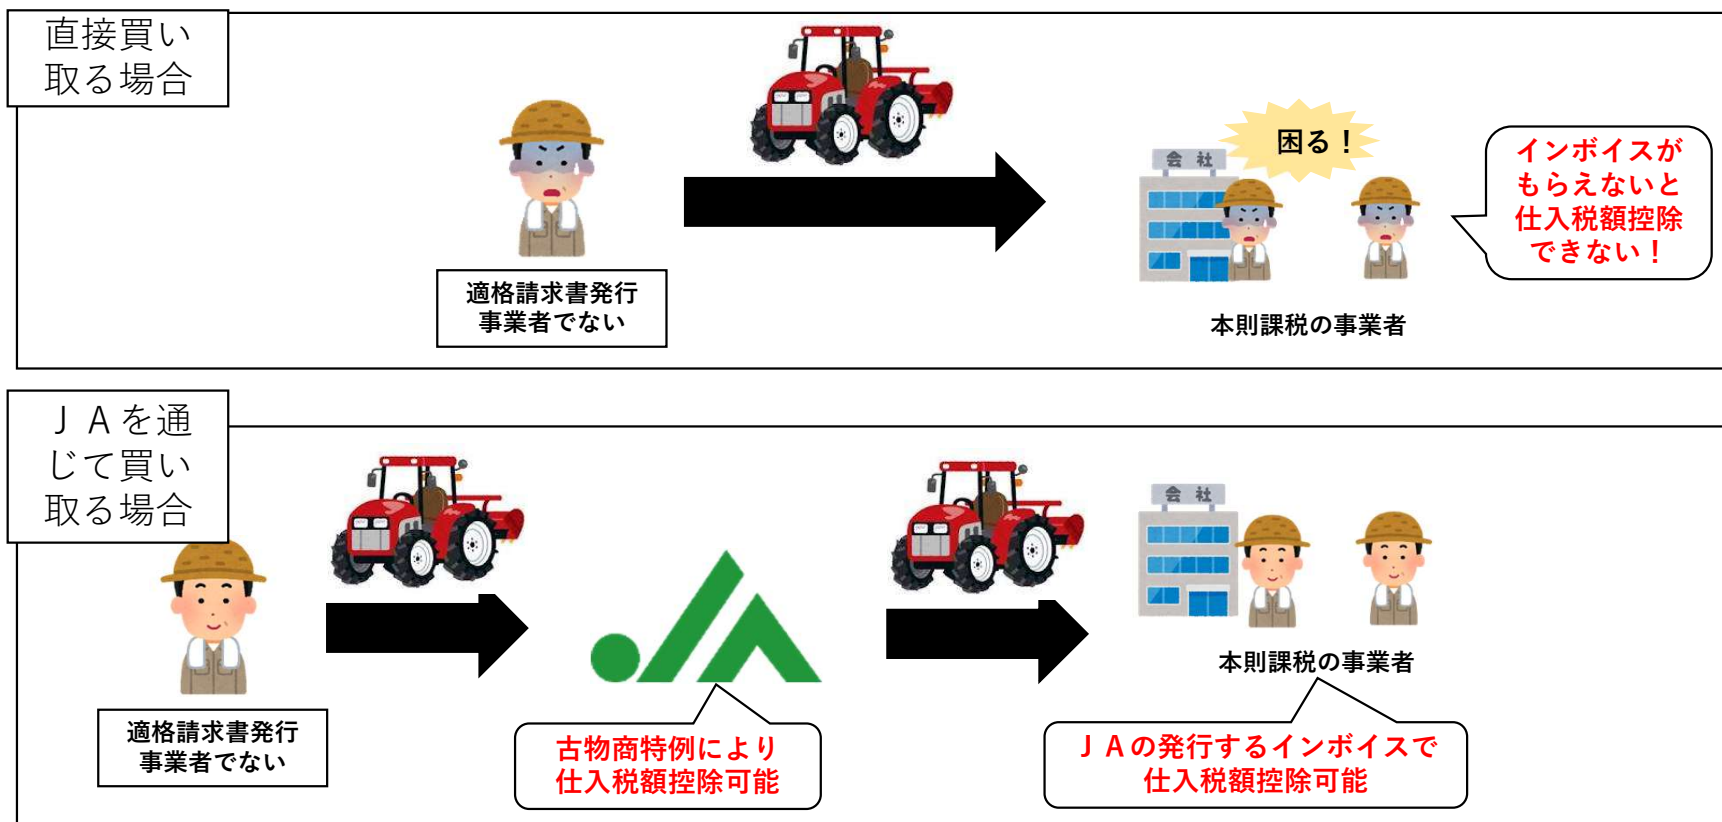 直接買い
取る場合
困る！
会 社
インボイスが
もらえないと
仕入税額控除
できない！
適格請求書発行
事業者でない
本則課税の事業者
ＪＡを通
じて買い
取る場合
会 社
本則課税の事業者
適格請求書発行
事業者でない
古物商特例により
仕入税額控除可能
ＪＡの発行するインボイスで
仕入税額控除可能